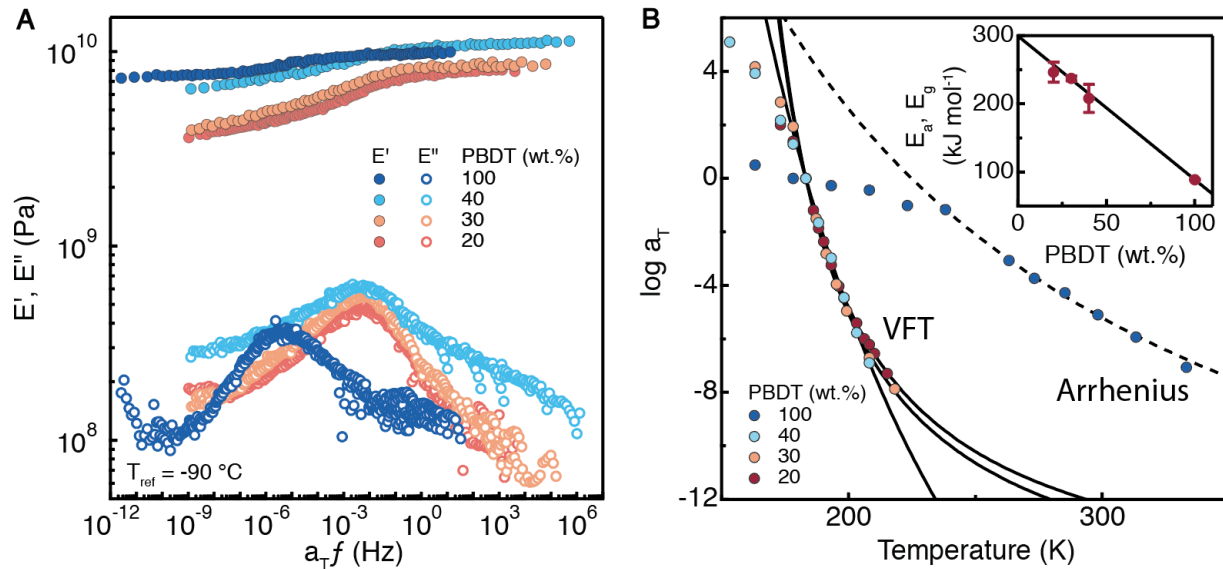 A
10^10
10^9
10^8
E', E" (Pa)
E' E" PBDT (wt.%)
100
40
30
20
T_ref = -90 °C
10^-12 10^-9 10^-6 10^-3 10^0 10^3 10^6
a_T f (Hz)
B
4
0
-4
-8
-12
log a_T
VFT
Arrhenius
PBDT (wt.%)
100
40
30
20
200 300
Temperature (K)
300
200
100
E_a, E_g
(kJ mol^-1)
0 50 100
PBDT (wt.%)